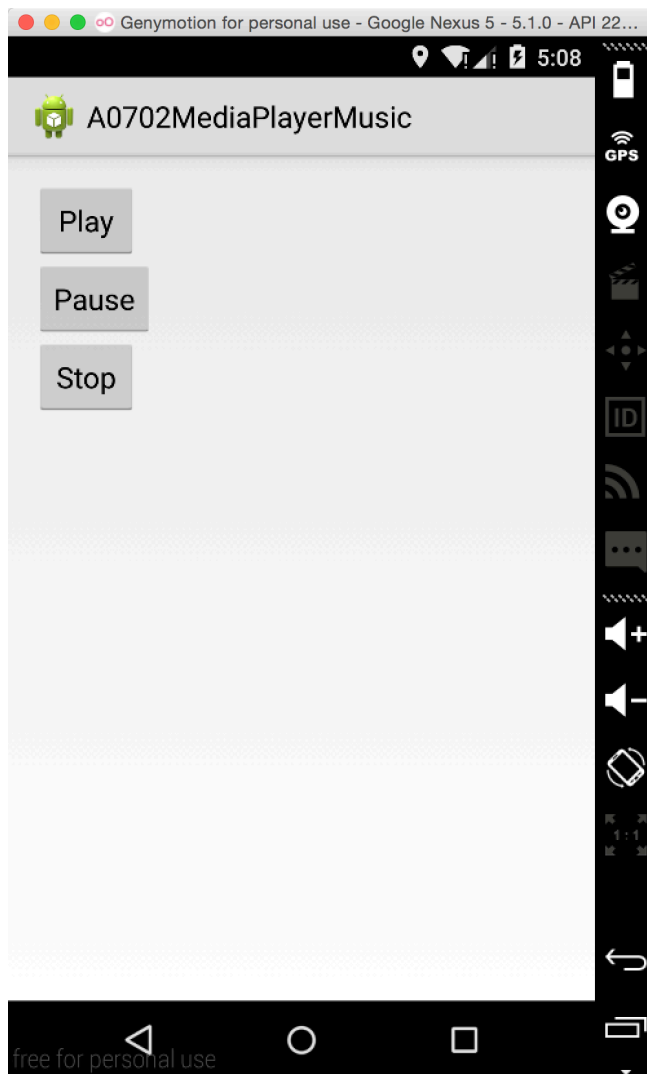 Genymotion for personal use - Google Nexus 5 - 5.1.0 - API 22...
5:08
A0702MediaPlayerMusic
GPS
Play
Pause
Stop
ID
1:1
free for personal use